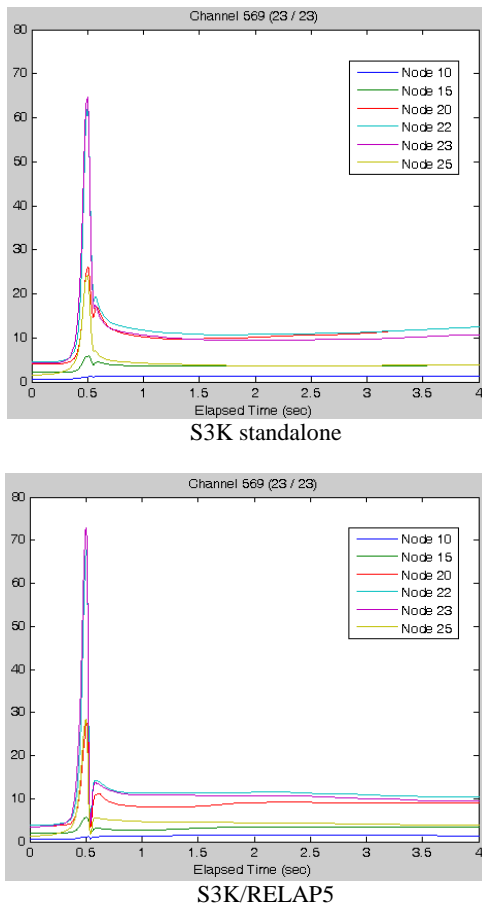 Channel 569 (23 / 23)
80
70
60
50
40
30
20
10
0
Node 10
Node 15
Node 20
Node 22
Node 23
Node 25
0 0.5 1 1.5 2 2.5 3 3.5 4
Elapsed Time (sec)
S3K standalone
Channel 569 (23 / 23)
80
70
60
50
40
30
20
10
0
Node 10
Node 15
Node 20
Node 22
Node 23
Node 25
0 0.5 1 1.5 2 2.5 3 3.5 4
Elapsed Time (sec)
S3K/RELAP5